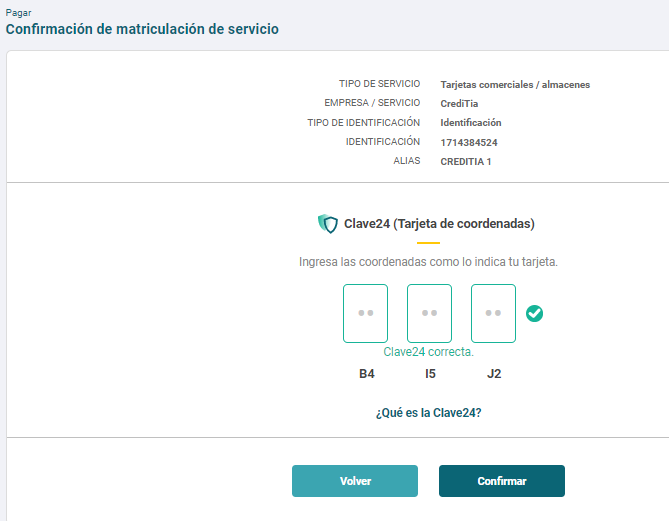 Pagar
Confirmación de matriculación de servicio
TIPO DE SERVICIO Tarjetas comerciales / almacenes
EMPRESA / SERVICIO CrediTia
TIPO DE IDENTIFICACIÓN Identificación
IDENTIFICACIÓN 1714384524
ALIAS CREDITIA 1
Clave24 (Tarjeta de coordenadas)
Ingresa las coordenadas como lo indica tu tarjeta.
Clave24 correcta.
B4 I5 J2
¿Qué es la Clave24?
Volver Confirmar